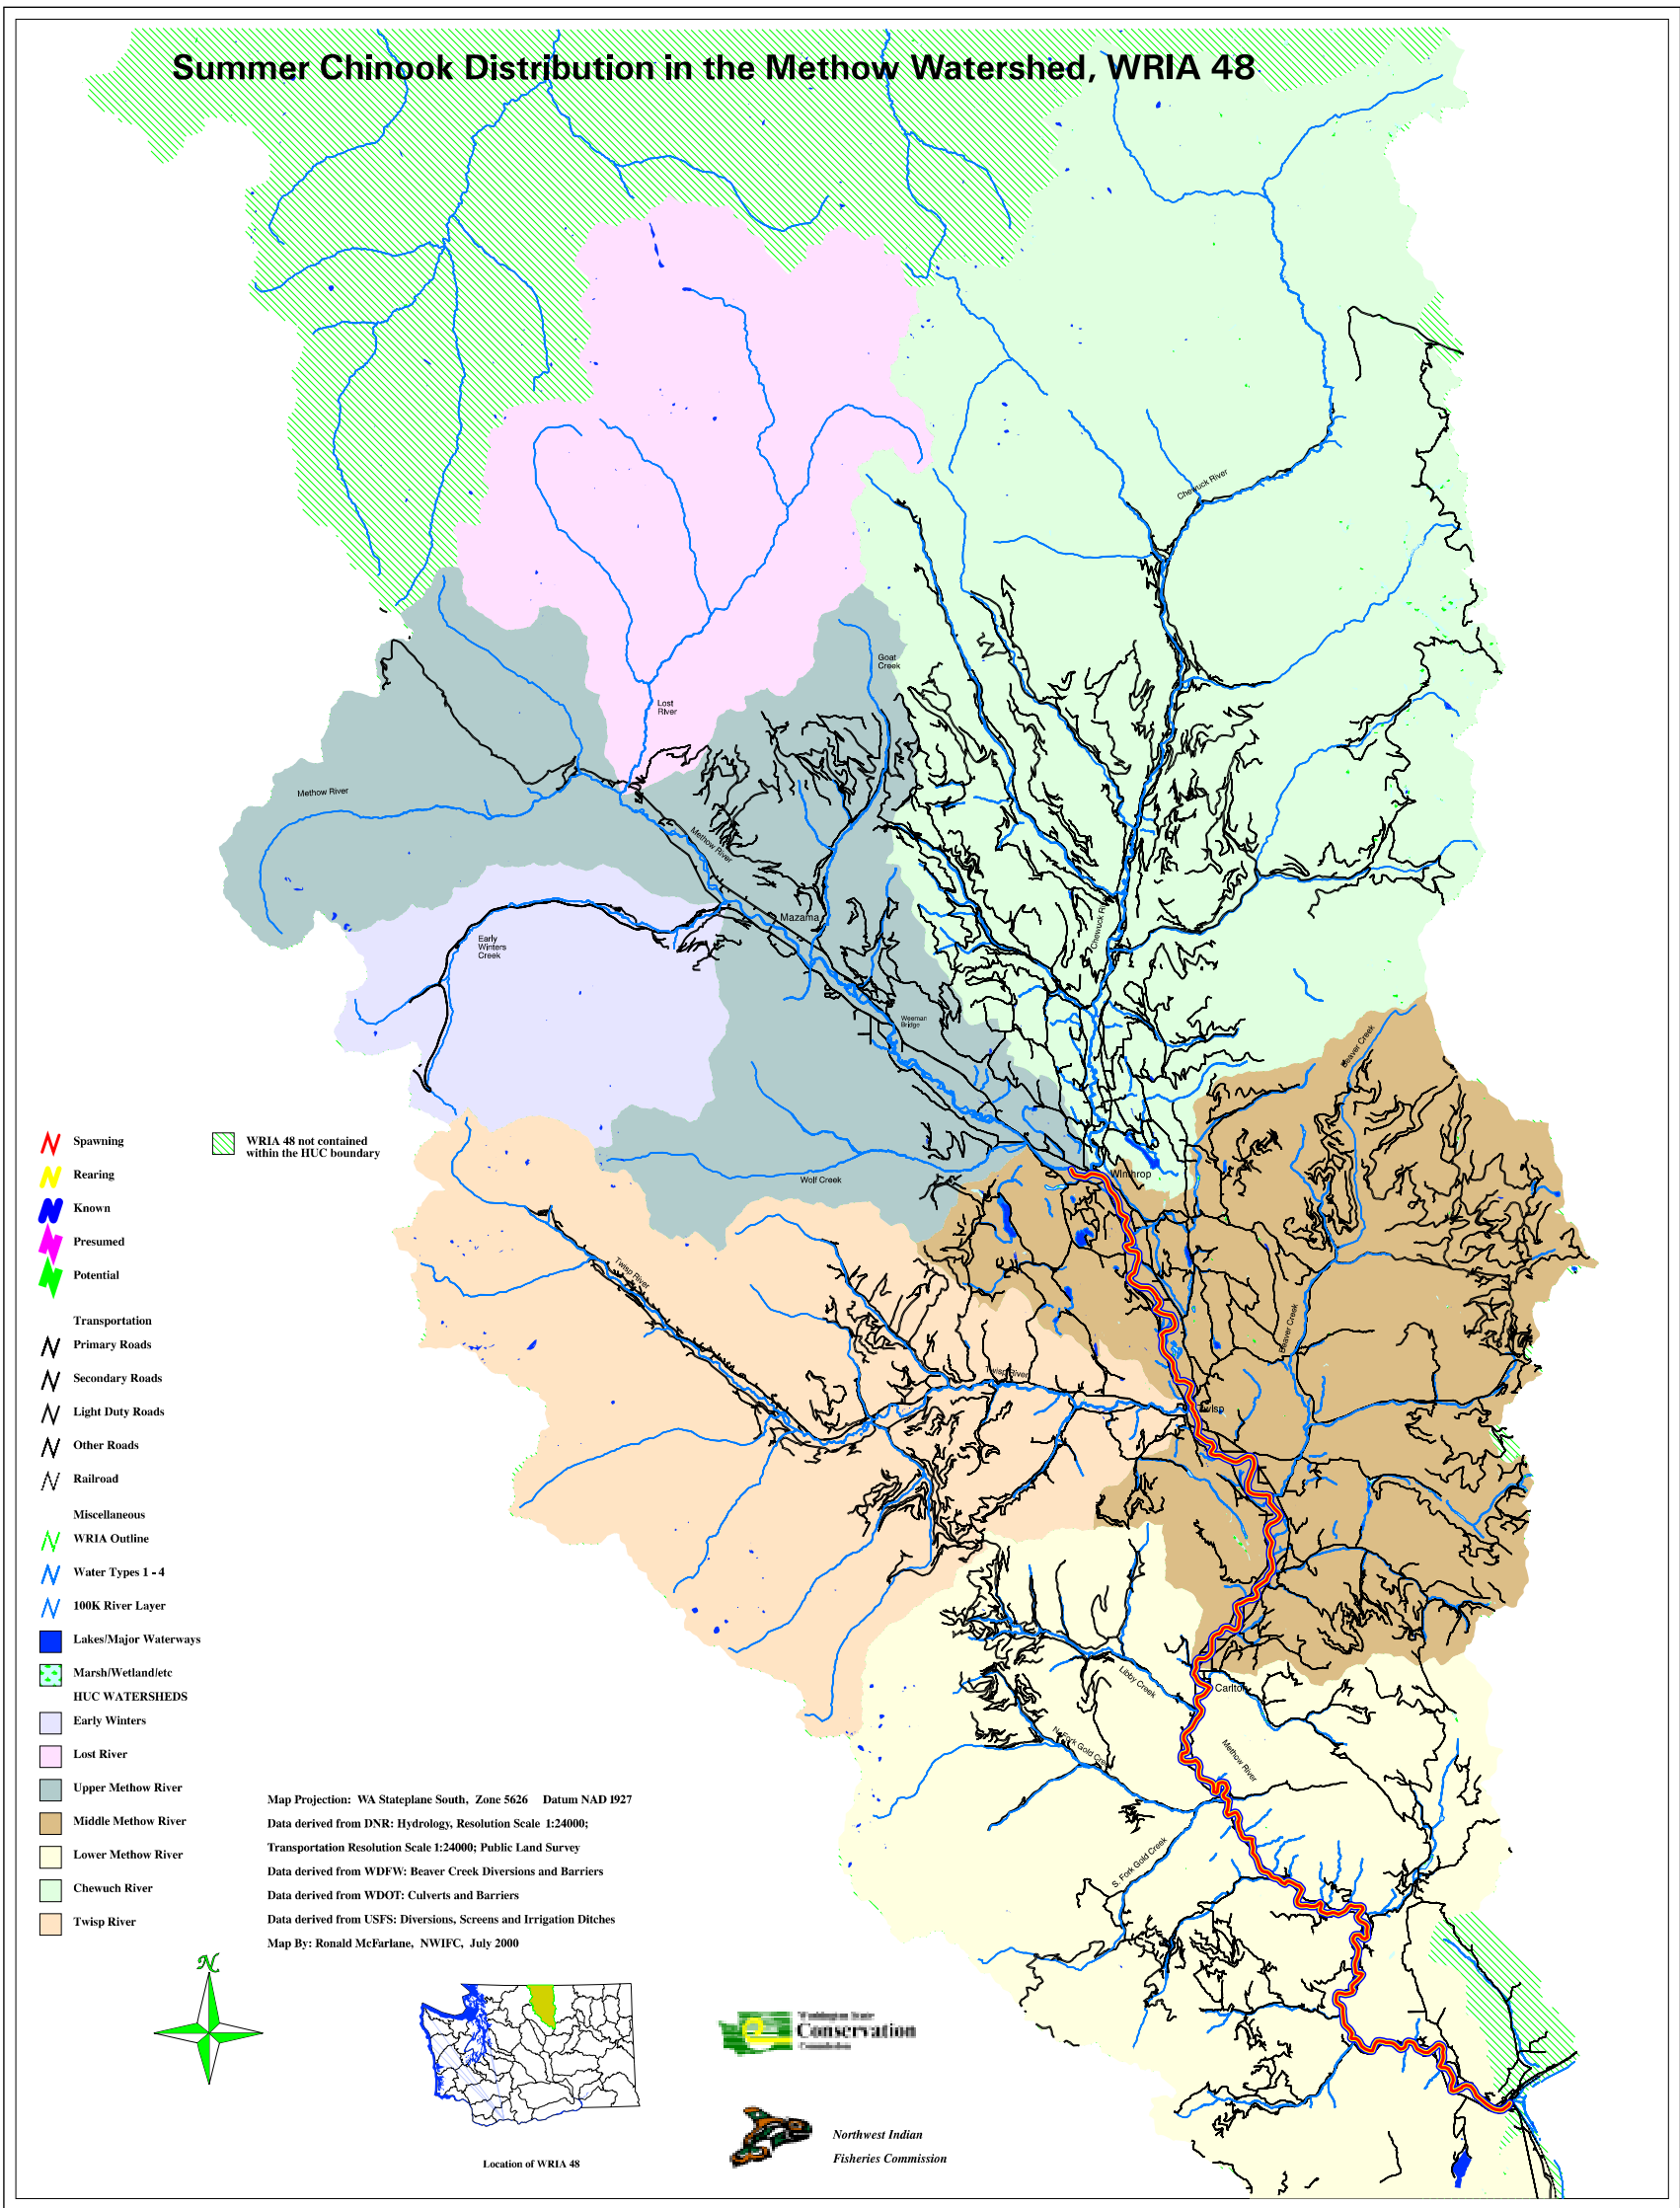 Summer Chinook Distribution in the Methow Watershed, WRIA 48
Chewuck River
Goat
Creek
Lost
River
Methow River
Methow River
Mazama
Early
Winters
Creek
Chewuck
Weeman
Bridge
Beaver Creek
Winthrop
Wolf Creek
Twisp River
Beaver Creek
Twisp River
Twisp
Libby Creek
Carlton
N. Fork Gold Creek
Methow River
S. Fork Gold Creek
Spawning
Rearing
Known
Presumed
Potential
WRIA 48 not contained
within the HUC boundary
Transportation
Primary Roads
Secondary Roads
Light Duty Roads
Other Roads
Railroad
Miscellaneous
WRIA Outline
Water Types 1 - 4
100K River Layer
Lakes/Major Waterways
Marsh/Wetland/etc
HUC WATERSHEDS
Early Winters
Lost River
Upper Methow River
Middle Methow River
Lower Methow River
Chewuch River
Twisp River
Map Projection: WA Stateplane South, Zone 5626 Datum NAD 1927
Data derived from DNR: Hydrology, Resolution Scale 1:24000;
Transportation Resolution Scale 1:24000; Public Land Survey
Data derived from WDFW: Beaver Creek Diversions and Barriers
Data derived from WDOT: Culverts and Barriers
Data derived from USFS: Diversions, Screens and Irrigation Ditches
Map By: Ronald McFarlane, NWIFC, July 2000
N
Location of WRIA 48
Washington State
Conservation
Commission
Northwest Indian
Fisheries Commission